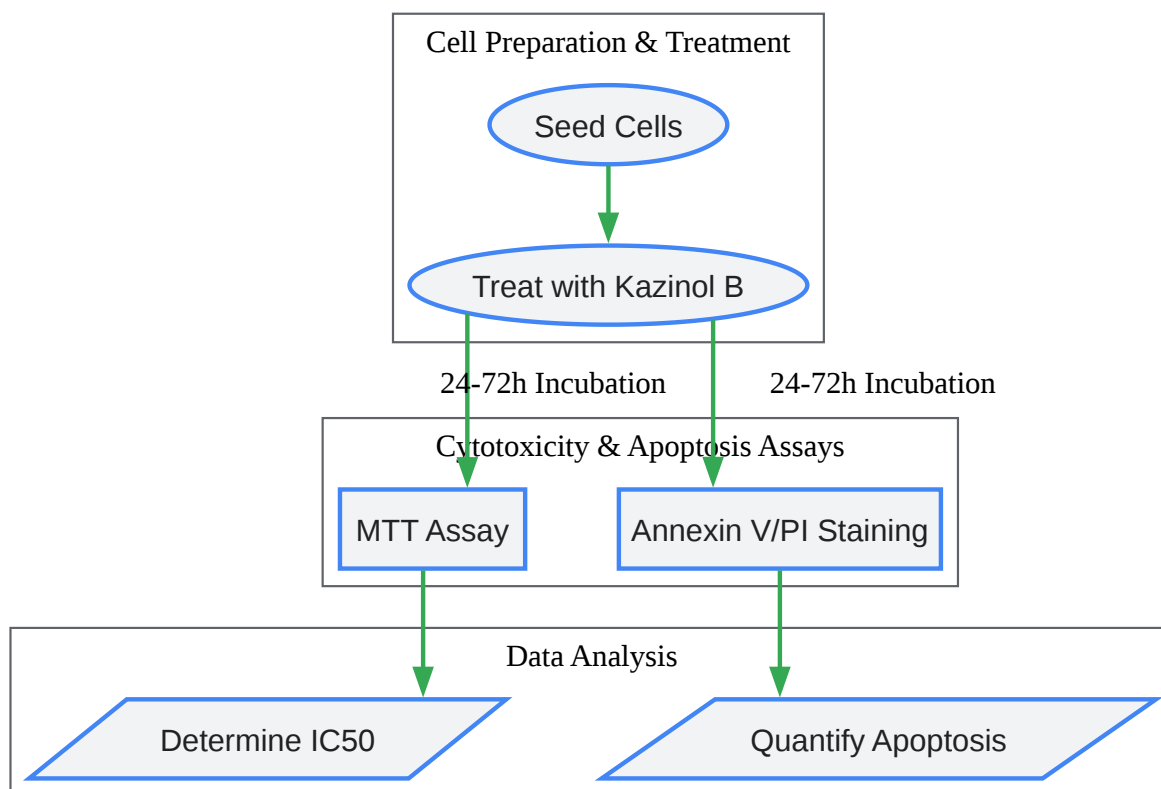 Cell Preparation & Treatment
Seed Cells
Treat with Kazinol B
24-72h Incubation
24-72h Incubation
Cytotoxicity & Apoptosis Assays
MTT Assay
Annexin V/PI Staining
Data Analysis
Determine IC50
Quantify Apoptosis